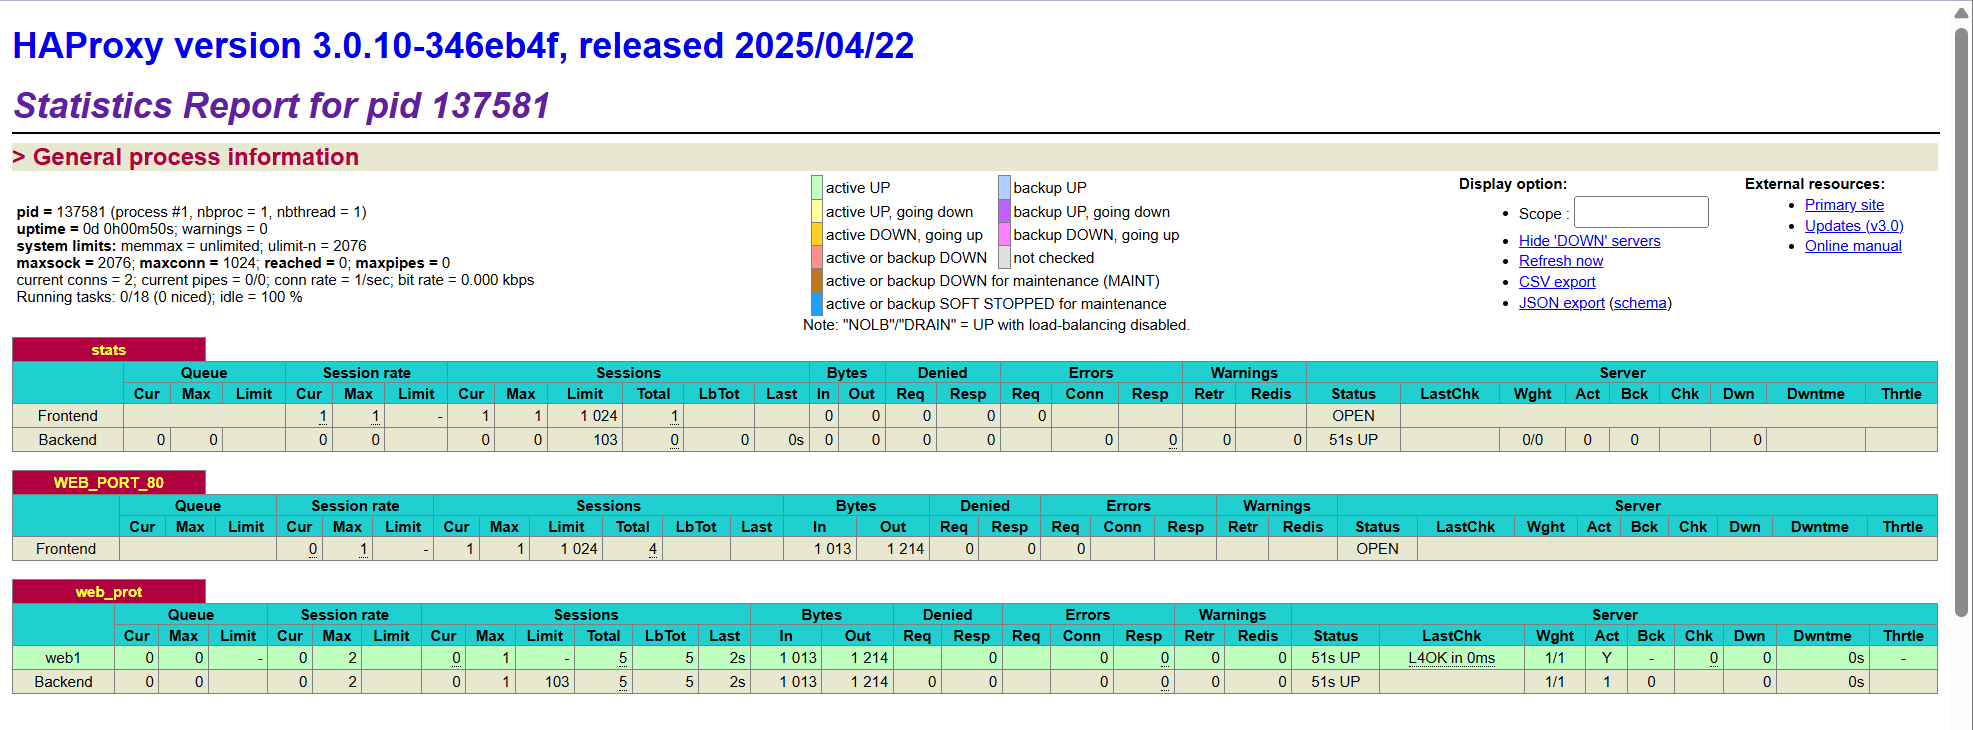 HAProxy version 3.0.10-346eb4f, released 2025/04/22
Statistics Report for pid 137581
> General process information
pid = 137581 (process #1, nbproc = 1, nbthread = 1)
uptime = 0d 0h00m50s; warnings = 0
system limits: memmax = unlimited; ulimit-n = 2076
maxsock = 2076; maxconn = 1024; reached = 0; maxpipes = 0
current conns = 2; current pipes = 0/0; conn rate = 1/sec; bit rate = 0.000 kbps
Running tasks: 0/18 (0 niced); idle = 100 %
active UP backup UP
active UP, going down backup UP, going down
active DOWN, going up backup DOWN, going up
active or backup DOWN not checked
active or backup DOWN for maintenance (MAINT)
active or backup SOFT STOPPED for maintenance
Note: "NOLB"/"DRAIN" = UP with load-balancing disabled.
Display option:
• Scope :
• Hide 'DOWN' servers
• Refresh now
• CSV export
• JSON export (schema)
External resources:
• Primary site
• Updates (v3.0)
• Online manual
stats
Queue Session rate Sessions Bytes Denied Errors Warnings Server
Cur Max Limit Cur Max Limit Cur Max Limit Total LbTot Last In Out Req Resp Req Conn Resp Retr Redis Status LastChk Wght Act Bck Chk Dwn Dwntme Thrtle
Frontend 1 1 - 1 1 1 024 1 0 0 0 0 0 OPEN
Backend 0 0 0 0 0 0 103 0 0 0s 0 0 0 0 0 0 0 0 51s UP 0/0 0 0 0
WEB_PORT_80
Queue Session rate Sessions Bytes Denied Errors Warnings Server
Cur Max Limit Cur Max Limit Cur Max Limit Total LbTot Last In Out Req Resp Req Conn Resp Retr Redis Status LastChk Wght Act Bck Chk Dwn Dwntme Thrtle
Frontend 0 1 - 1 1 1 024 4 1 013 1 214 0 0 0 OPEN
web_prot
Queue Session rate Sessions Bytes Denied Errors Warnings Server
Cur Max Limit Cur Max Limit Cur Max Limit Total LbTot Last In Out Req Resp Req Conn Resp Retr Redis Status LastChk Wght Act Bck Chk Dwn Dwntme Thrtle
web1 0 0 - 0 2 0 1 - 5 5 2s 1 013 1 214 0 0 0 0 0 51s UP L4OK in 0ms 1/1 Y - 0 0 0s -
Backend 0 0 0 2 0 1 103 5 5 2s 1 013 1 214 0 0 0 0 0 0 51s UP 1/1 1 0 0 0s